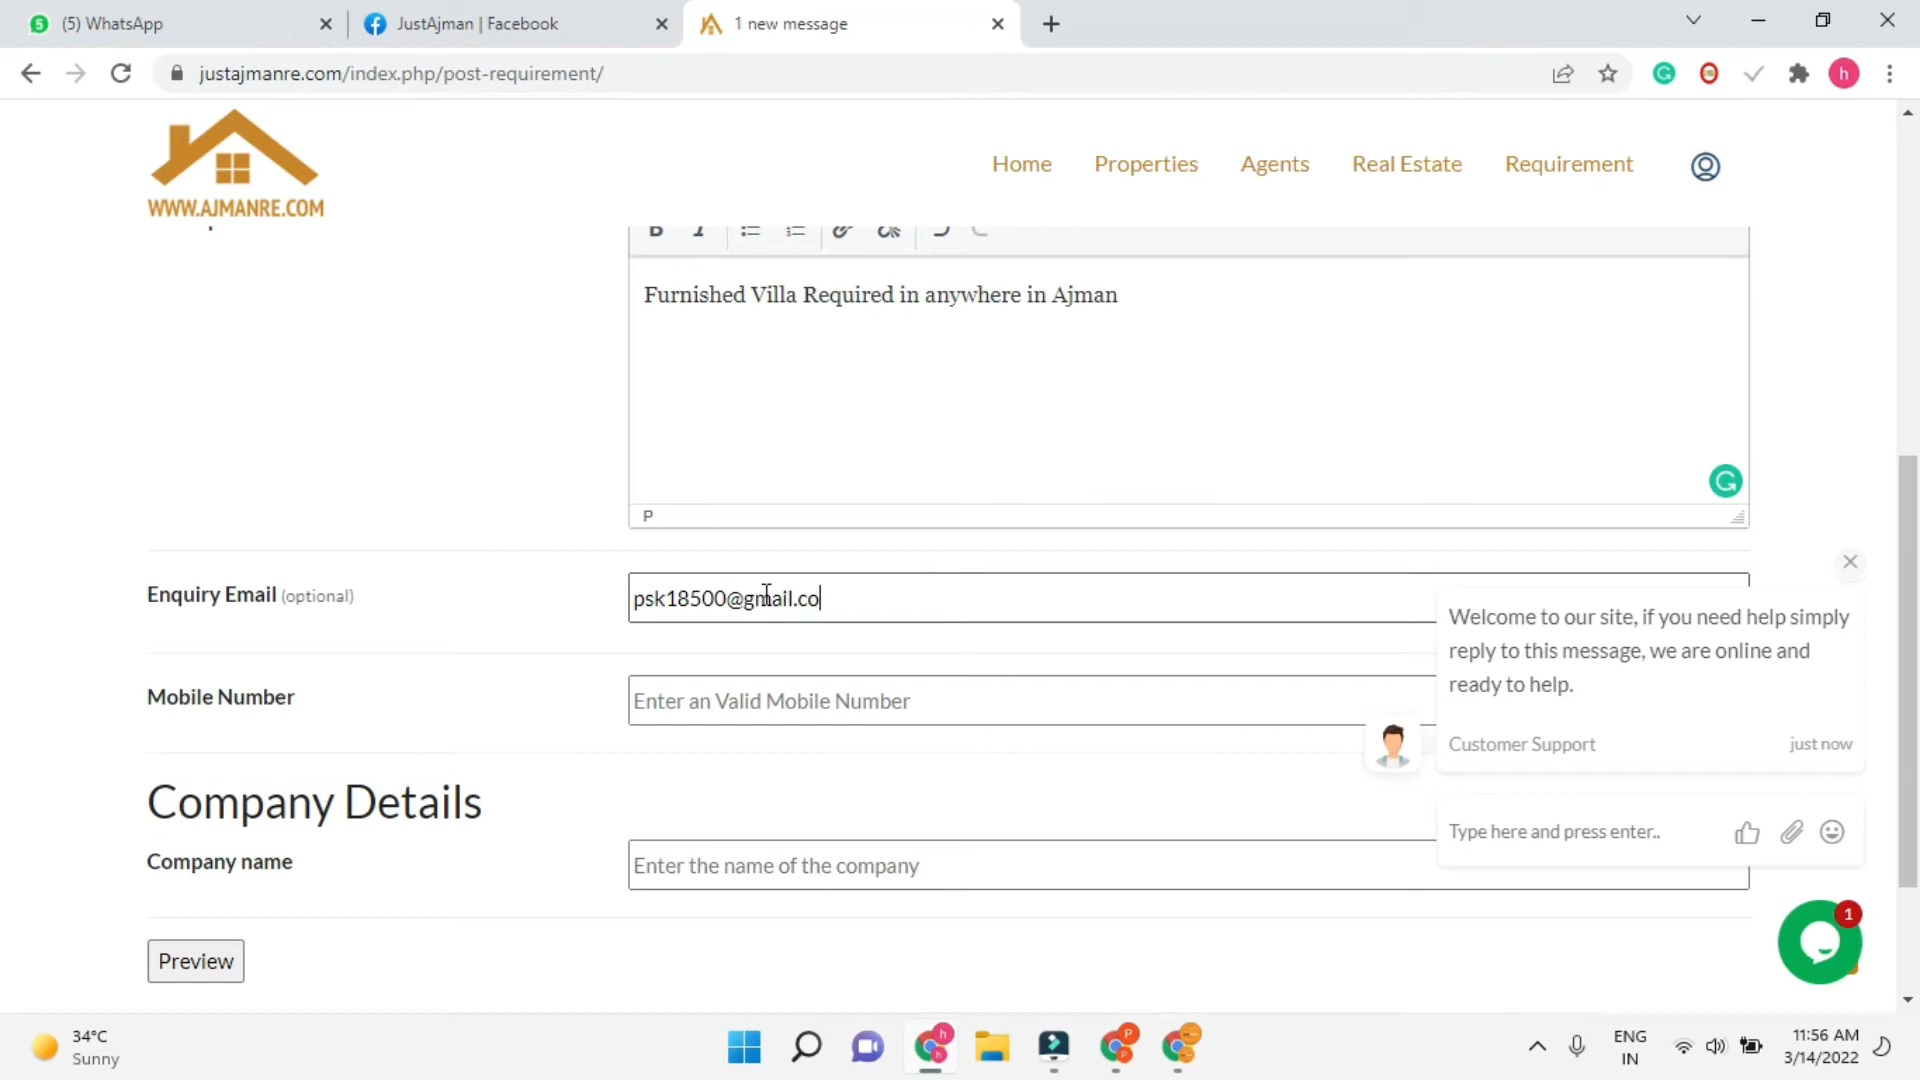 (5) WhatsApp
JustAjman | Facebook
1 new message
justajmanre.com/index.php/post-requirement/
h
WWW.AJMANRE.COM
Home
Properties
Agents
Real Estate
Requirement
B I
Furnished Villa Required in anywhere in Ajman
P
Enquiry Email (optional)
psk18500@gmail.co
Welcome to our site, if you need help simply
reply to this message, we are online and
ready to help.
Customer Support
just now
Mobile Number
Enter an Valid Mobile Number
Type here and press enter..
Company Details
Company name
Enter the name of the company
1
Preview
34°C
Sunny
ENG
IN
11:56 AM
3/14/2022